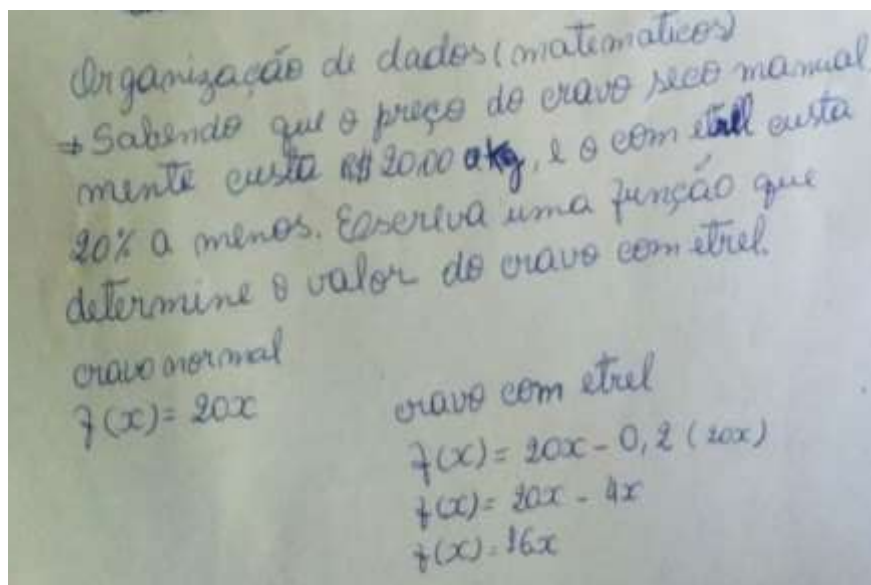 Organização de dados (matematicos)
⇒ Sabendo que o preço do cravo seco manual
mente custa R$ 20,00 o kg, e o com etrel custa
20% a menos. Escreva uma função que
determine o valor do cravo com etrel.
cravo normal
f(x) = 20x
cravo com etrel
f(x) = 20x - 0,2 (20x)
f(x) = 20x - 4x
f(x) = 16x